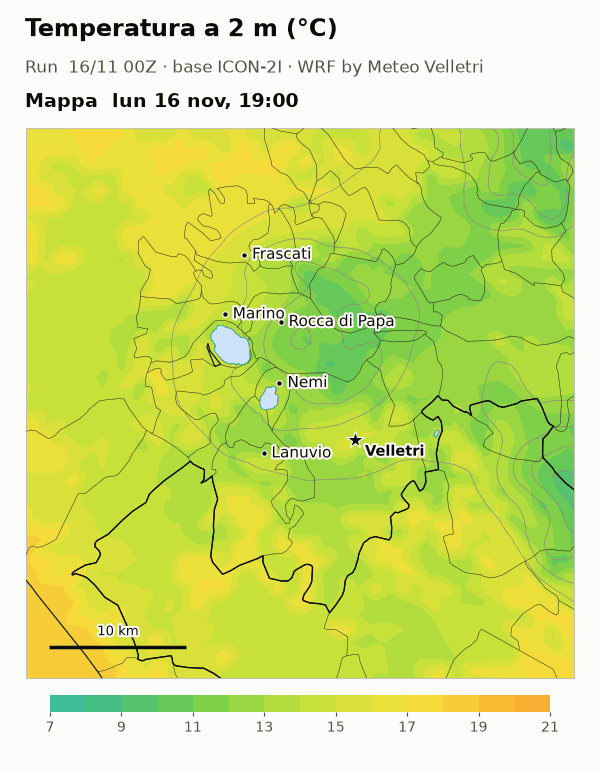 Temperatura a 2 m (°C)
Run  16/11 00Z · base ICON-2I · WRF by Meteo Velletri
Mappa  lun 16 nov, 19:00
Frascati
Marino
Rocca di Papa
Nemi
Velletri
Lanuvio
10 km
7 9 11 13 15 17 19 21